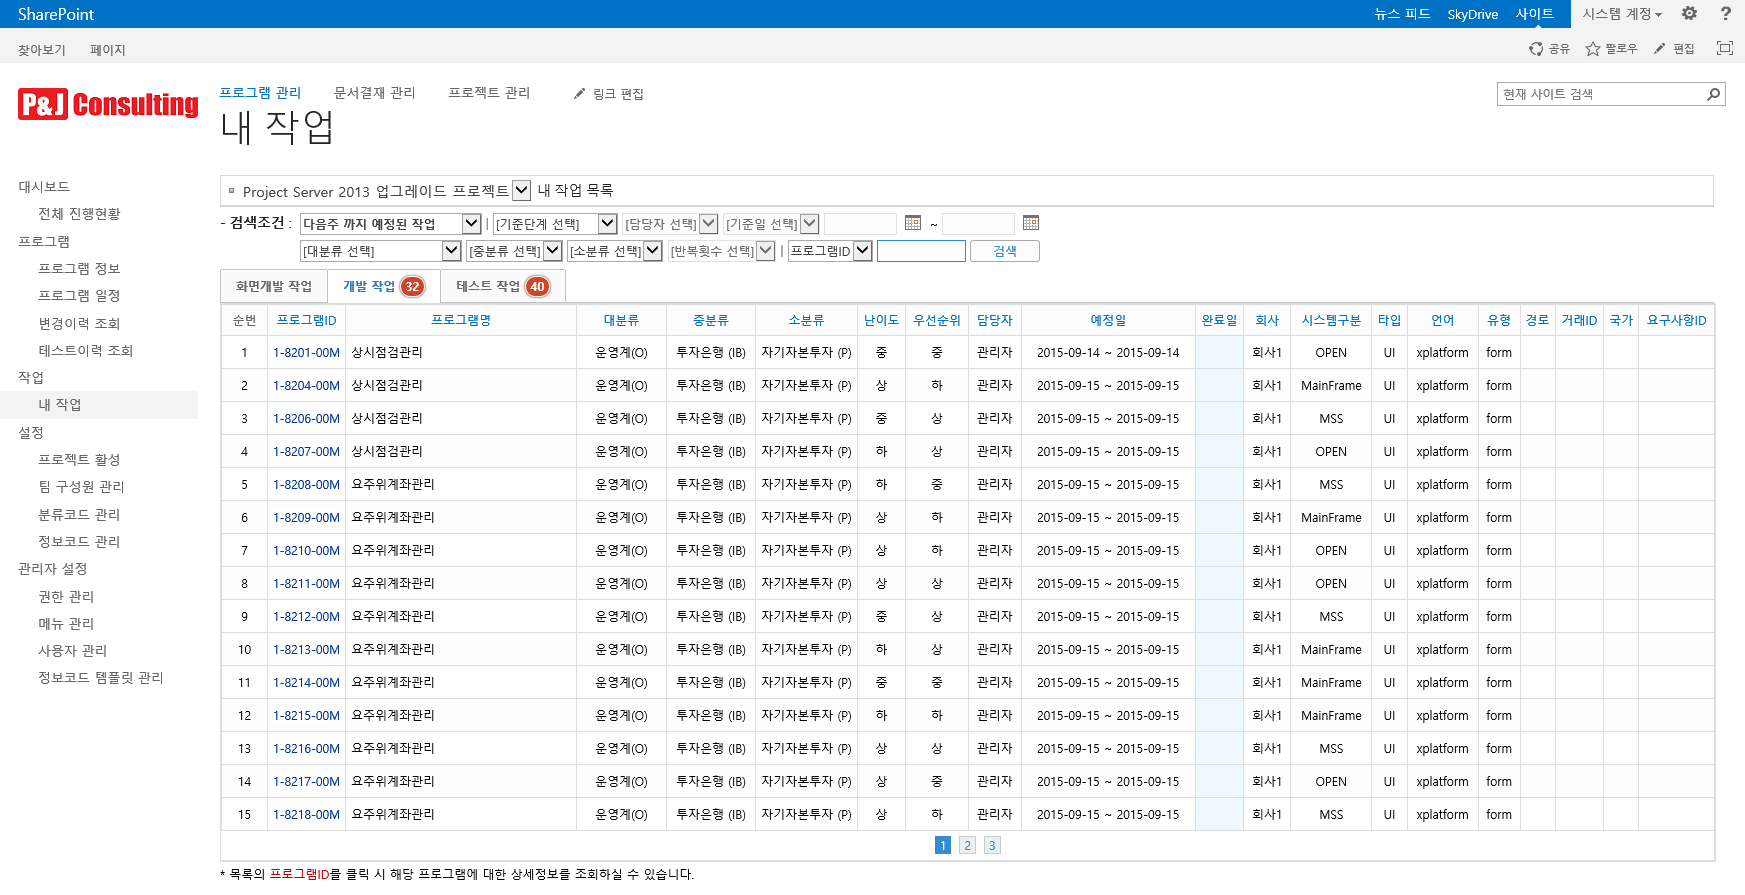 SharePoint
뉴스 피드 SkyDrive 사이트 시스템 계정 ?
찾아보기 페이지
공유 팔로우 편집
P&J Consulting
프로그램 관리 문서결재 관리 프로젝트 관리 링크 편집
현재 사이트 검색
내 작업
대시보드
전체 진행현황
프로그램
프로그램 정보
프로그램 일정
변경이력 조회
테스트이력 조회
작업
내 작업
설정
프로젝트 활성
팀 구성원 관리
분류코드 관리
정보코드 관리
관리자 설정
권한 관리
메뉴 관리
사용자 관리
정보코드 템플릿 관리
Project Server 2013 업그레이드 프로젝트 내 작업 목록
- 검색조건 : 다음주 까지 예정된 작업 | [기준단계 선택] [담당자 선택] [기준일 선택] ~
[대분류 선택] [중분류 선택] [소분류 선택] [반복횟수 선택] | 프로그램ID 검색
화면개발 작업 개발 작업 32 테스트 작업 40
순번 프로그램ID 프로그램명 대분류 중분류 소분류 난이도 우선순위 담당자 예정일 완료일 회사 시스템구분 타입 언어 유형 경로 거래ID 국가 요구사항ID
1 1-8201-00M 상시점검관리 운영계(O) 투자은행 (IB) 자기자본투자 (P) 중 중 관리자 2015-09-14 ~ 2015-09-14 회사1 OPEN UI xplatform form
2 1-8204-00M 상시점검관리 운영계(O) 투자은행 (IB) 자기자본투자 (P) 상 하 관리자 2015-09-15 ~ 2015-09-15 회사1 MainFrame UI xplatform form
3 1-8206-00M 상시점검관리 운영계(O) 투자은행 (IB) 자기자본투자 (P) 중 상 관리자 2015-09-15 ~ 2015-09-15 회사1 MSS UI xplatform form
4 1-8207-00M 상시점검관리 운영계(O) 투자은행 (IB) 자기자본투자 (P) 하 상 관리자 2015-09-15 ~ 2015-09-15 회사1 OPEN UI xplatform form
5 1-8208-00M 요주위계좌관리 운영계(O) 투자은행 (IB) 자기자본투자 (P) 하 중 관리자 2015-09-15 ~ 2015-09-15 회사1 MSS UI xplatform form
6 1-8209-00M 요주위계좌관리 운영계(O) 투자은행 (IB) 자기자본투자 (P) 상 하 관리자 2015-09-15 ~ 2015-09-15 회사1 MainFrame UI xplatform form
7 1-8210-00M 요주위계좌관리 운영계(O) 투자은행 (IB) 자기자본투자 (P) 상 하 관리자 2015-09-15 ~ 2015-09-15 회사1 OPEN UI xplatform form
8 1-8211-00M 요주위계좌관리 운영계(O) 투자은행 (IB) 자기자본투자 (P) 상 상 관리자 2015-09-15 ~ 2015-09-15 회사1 OPEN UI xplatform form
9 1-8212-00M 요주위계좌관리 운영계(O) 투자은행 (IB) 자기자본투자 (P) 중 상 관리자 2015-09-15 ~ 2015-09-15 회사1 MSS UI xplatform form
10 1-8213-00M 요주위계좌관리 운영계(O) 투자은행 (IB) 자기자본투자 (P) 하 상 관리자 2015-09-15 ~ 2015-09-15 회사1 MainFrame UI xplatform form
11 1-8214-00M 요주위계좌관리 운영계(O) 투자은행 (IB) 자기자본투자 (P) 중 중 관리자 2015-09-15 ~ 2015-09-15 회사1 MainFrame UI xplatform form
12 1-8215-00M 요주위계좌관리 운영계(O) 투자은행 (IB) 자기자본투자 (P) 하 하 관리자 2015-09-15 ~ 2015-09-15 회사1 MainFrame UI xplatform form
13 1-8216-00M 요주위계좌관리 운영계(O) 투자은행 (IB) 자기자본투자 (P) 상 상 관리자 2015-09-15 ~ 2015-09-15 회사1 MSS UI xplatform form
14 1-8217-00M 요주위계좌관리 운영계(O) 투자은행 (IB) 자기자본투자 (P) 상 중 관리자 2015-09-15 ~ 2015-09-15 회사1 OPEN UI xplatform form
15 1-8218-00M 요주위계좌관리 운영계(O) 투자은행 (IB) 자기자본투자 (P) 상 하 관리자 2015-09-15 ~ 2015-09-15 회사1 MSS UI xplatform form
1 2 3
* 목록의 프로그램ID를 클릭 시 해당 프로그램에 대한 상세정보를 조회하실 수 있습니다.